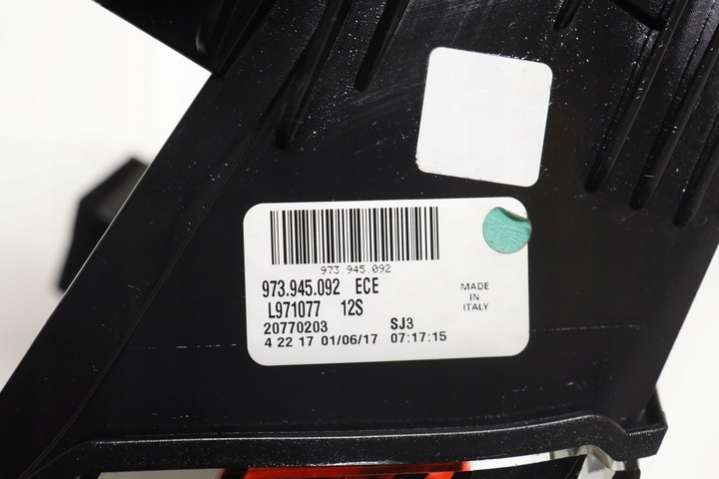 973 945 092
973.945.092 ECE
L971077 12S
20770203 SJ3
4 22 17 01/06/17 07:17:15
MADE
IN
ITALY